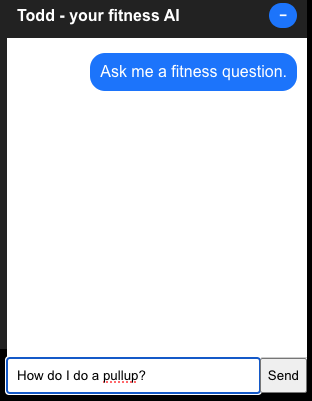 Todd - your fitness AI
–
Ask me a fitness question.
How do I do a pullup?
Send